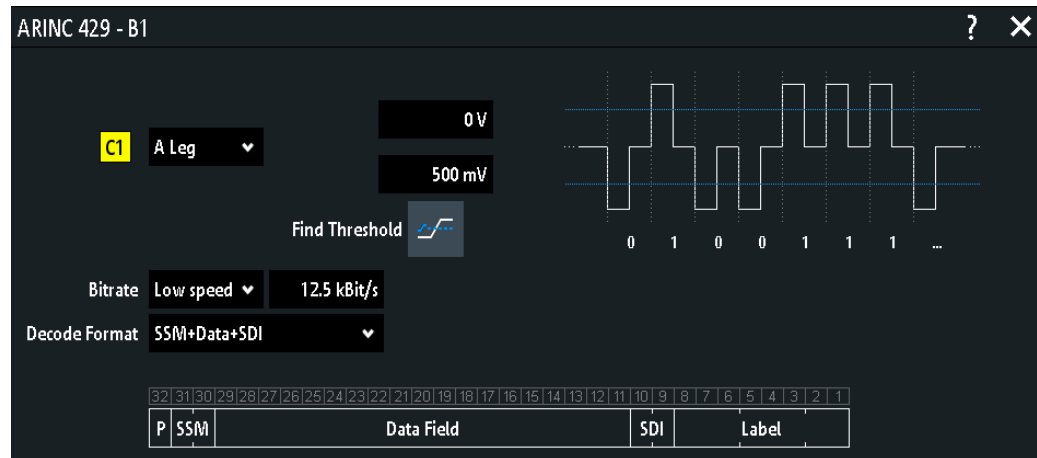 ARINC 429 - B1 ? ✕
0 V
C1 A Leg
500 mV
Find Threshold
0 1 0 0 1 1 1 ...
Bitrate Low speed 12.5 kBit/s
Decode Format SSM+Data+SDI
32 31 30 29 28 27 26 25 24 23 22 21 20 19 18 17 16 15 14 13 12 11 10 9 8 7 6 5 4 3 2 1
P SSM Data Field SDI Label